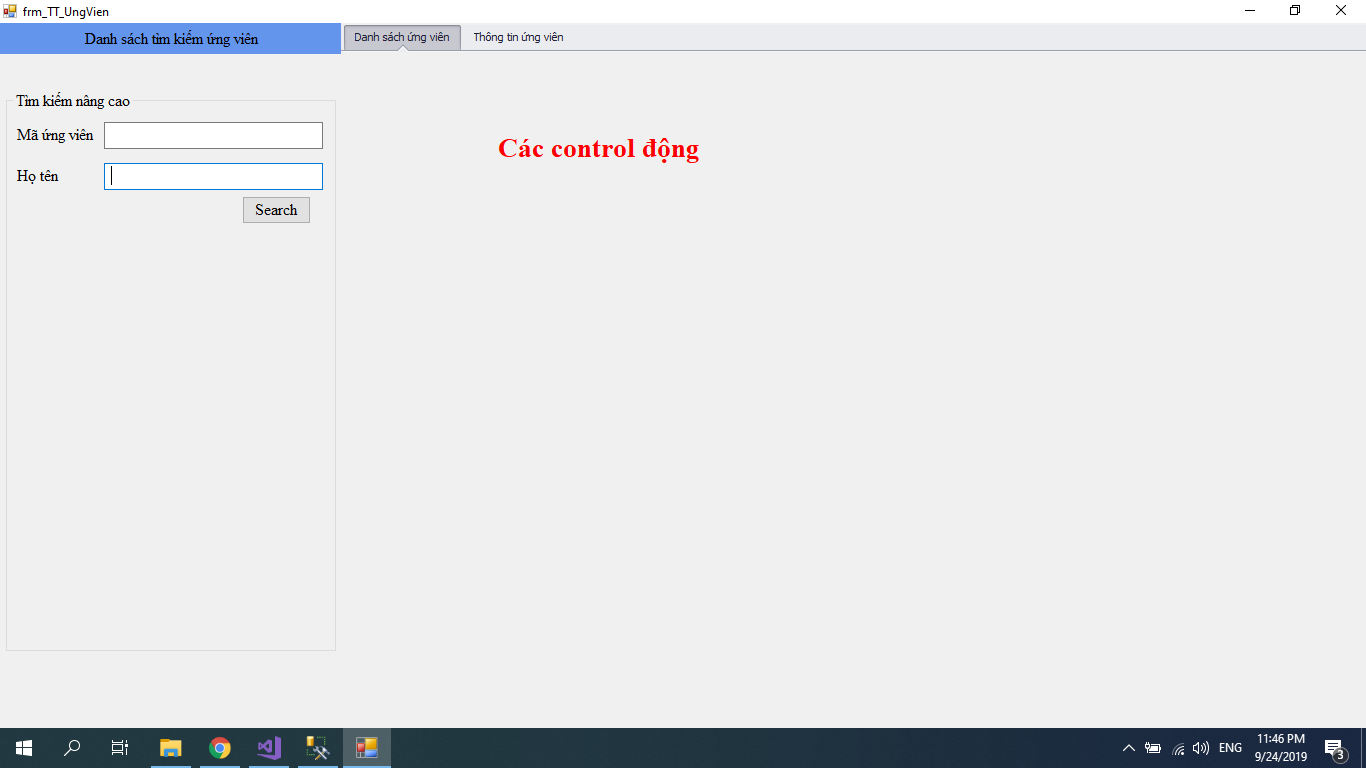 frm_TT_UngVien
Danh sách tìm kiếm ứng viên
Danh sách ứng viên
Thông tin ứng viên
Tìm kiếm nâng cao
Mã ứng viên
Họ tên
Search
Các control động
ENG
11:46 PM
9/24/2019
3